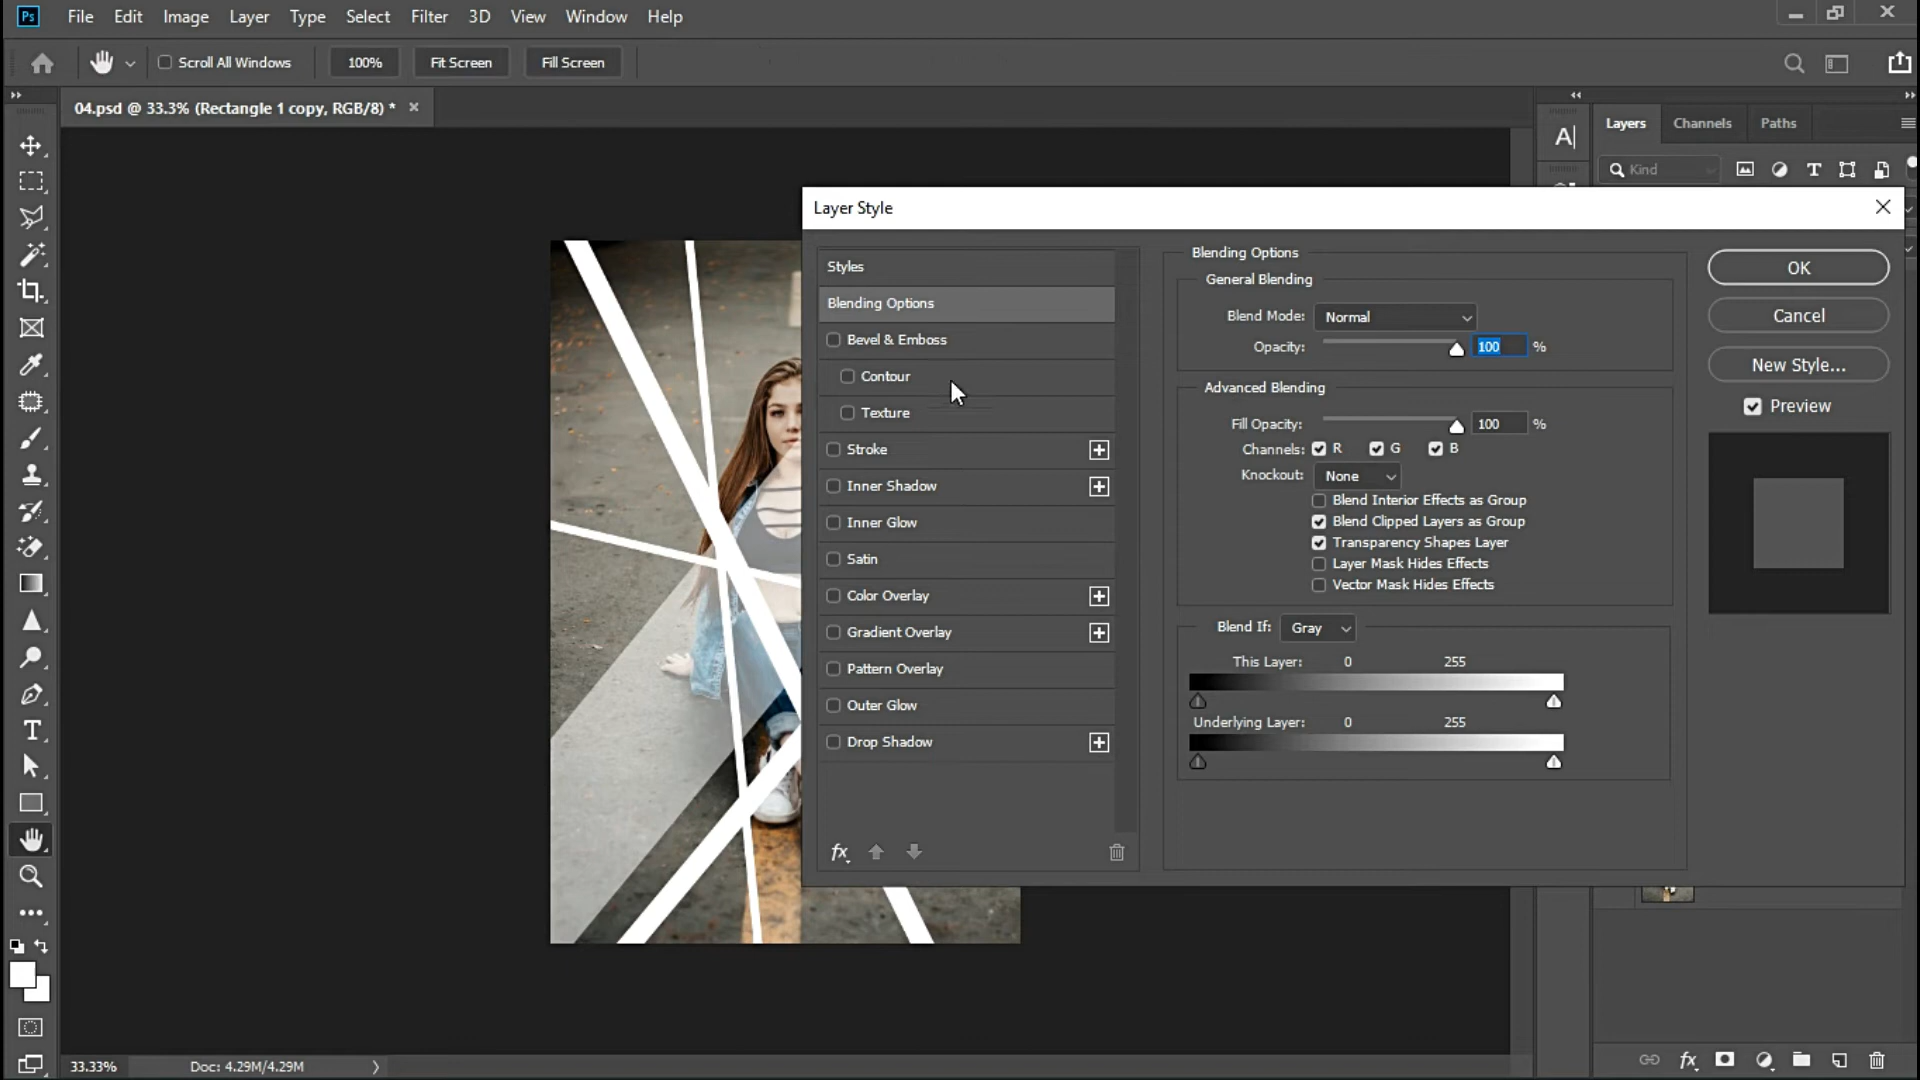 Ps File Edit Image Layer Type Select Filter 3D View Window Help
Scroll All Windows 100% Fit Screen Fill Screen
04.psd @ 33.3% (Rectangle 1 copy, RGB/8) * ×
A|
Layers Channels Paths
Kind
Layer Style
Styles
Blending Options
Bevel & Emboss
Contour
Texture
Stroke
Inner Shadow
Inner Glow
Satin
Color Overlay
Gradient Overlay
Pattern Overlay
Outer Glow
Drop Shadow
fx
Blending Options
General Blending
Blend Mode: Normal
Opacity: 100 %
Advanced Blending
Fill Opacity: 100 %
Channels: R G B
Knockout: None
Blend Interior Effects as Group
Blend Clipped Layers as Group
Transparency Shapes Layer
Layer Mask Hides Effects
Vector Mask Hides Effects
Blend If: Gray
This Layer: 0 255
Underlying Layer: 0 255
OK
Cancel
New Style...
Preview
33.33% Doc: 4.29M/4.29M
fx